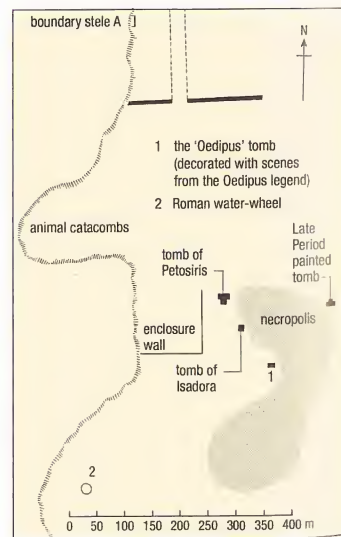 boundary stele A
N
1 the ‘Oedipus’ tomb
(decorated with scenes
from the Oedipus legend)
2 Roman water-wheel
animal catacombs
Late
Period
painted
tomb
tomb of
Petosiris
necropolis
enclosure
wall
tomb of
Isadora
1
2
0 50 100 150 200 250 300 350 400 m